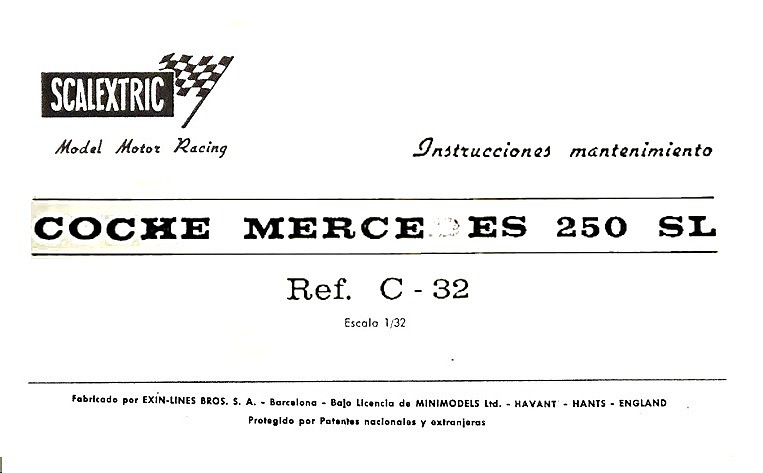 SCALEXTRIC
Model Motor Racing
Instrucciones mantenimiento
COCHE MERCEDES 250 SL
Ref. C - 32
Escala 1/32
Fabricado por EXIN-LINES BROS. S. A. - Barcelona - Bajo Licencia de MINIMODELS Ltd. - HAVANT - HANTS - ENGLAND
Protegido por Patentes nacionales y extranjeras